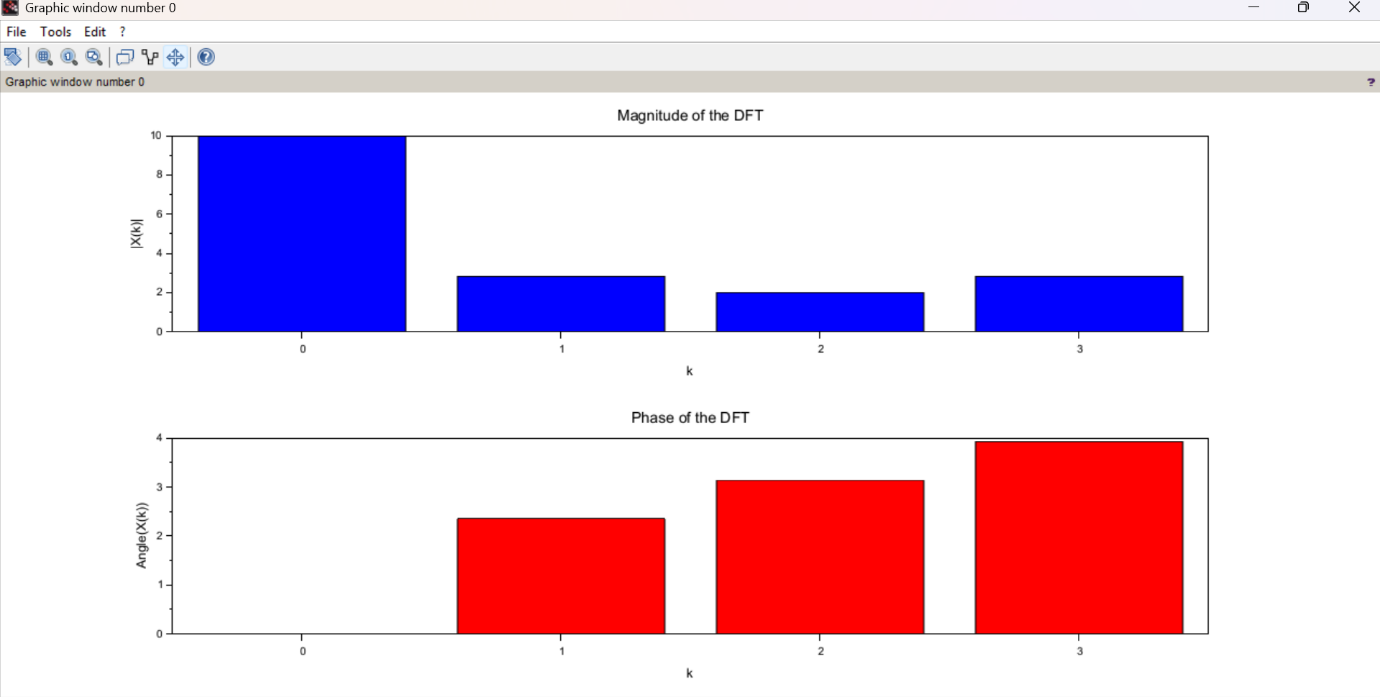 Graphic window number 0
File Tools Edit ?
Graphic window number 0 ?
Magnitude of the DFT
10
8
6
4
2
0
|X(k)|
0 1 2 3
k
Phase of the DFT
4
3
2
1
0
Angle(X(k))
0 1 2 3
k